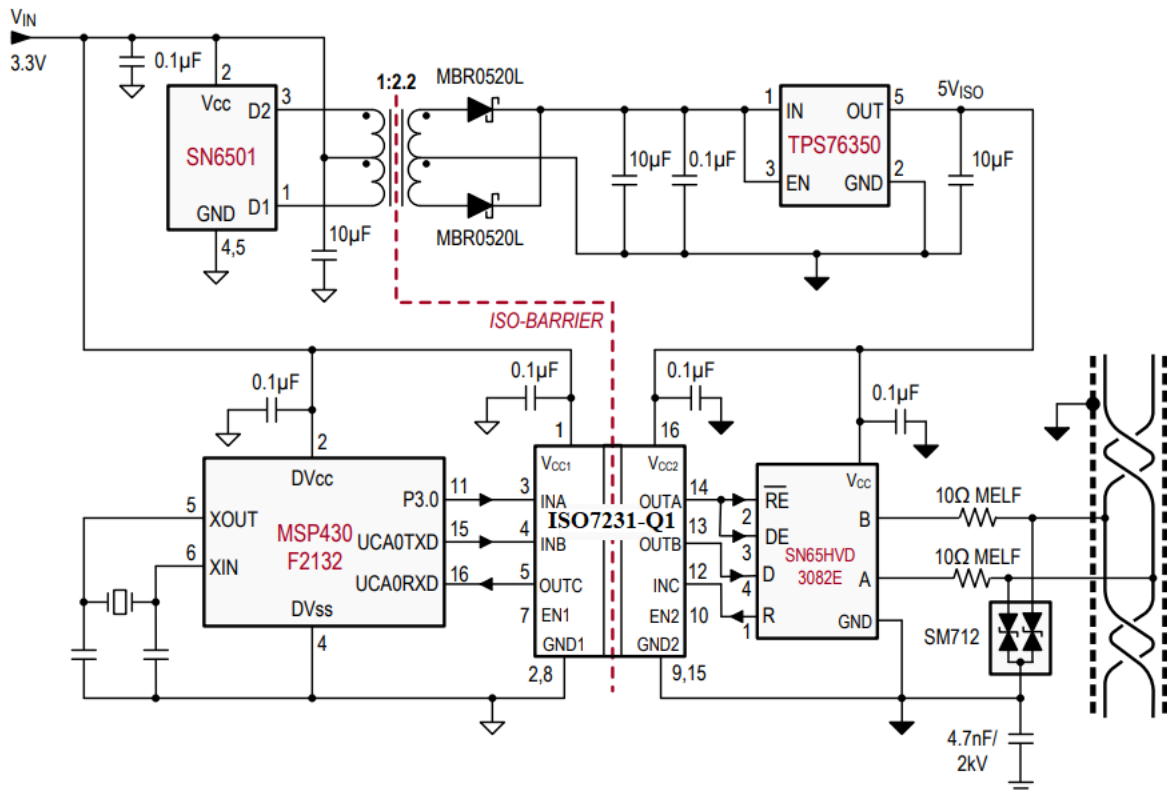 VIN
3.3V
0.1µF
2
Vcc
D2
3
SN6501
GND
D1
1
4,5
10µF
1:2.2
MBR0520L
MBR0520L
10µF
0.1µF
1
IN
OUT
5
TPS76350
3
EN
GND
2
5VISO
10µF
ISO-BARRIER
0.1µF
2
DVcc
P3.0
11
5
XOUT
MSP430
F2132
UCA0TXD
15
6
XIN
UCA0RXD
16
DVss
4
0.1µF
1
VCC1
3
INA
4
INB
5
OUTC
7
EN1
GND1
2,8
ISO7231-Q1
0.1µF
16
VCC2
OUTA
14
OUTB
13
INC
12
EN2
10
GND2
9,15
0.1µF
Vcc
RE
2
DE
3
D
4
R
1
SN65HVD
3082E
B
A
GND
10Ω MELF
10Ω MELF
SM712
4.7nF/
2kV